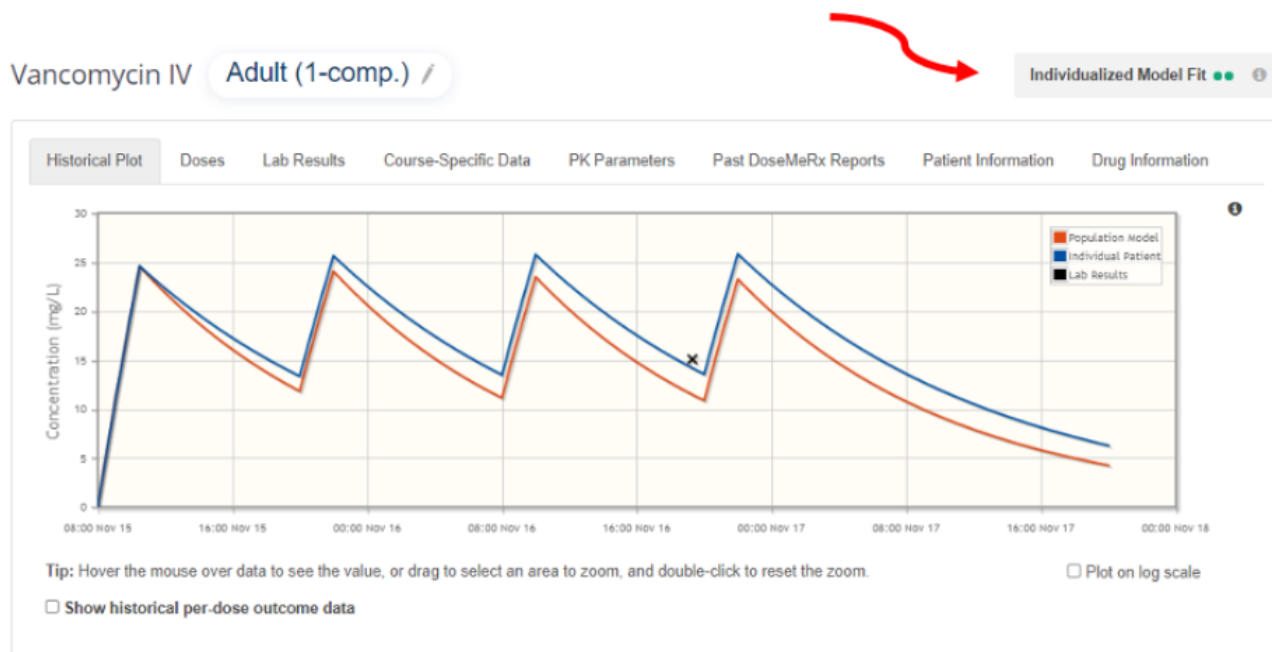 Vancomycin IV Adult (1-comp.) Individualized Model Fit
Historical Plot Doses Lab Results Course-Specific Data PK Parameters Past DoseMeRx Reports Patient Information Drug Information
Concentration (mg/L)
30
25
20
15
10
5
0
Population Model
Individual Patient
Lab Results
08:00 Nov 15 16:00 Nov 15 00:00 Nov 16 08:00 Nov 16 16:00 Nov 16 00:00 Nov 17 08:00 Nov 17 16:00 Nov 17 00:00 Nov 18
Tip: Hover the mouse over data to see the value, or drag to select an area to zoom, and double-click to reset the zoom. Plot on log scale
Show historical per-dose outcome data